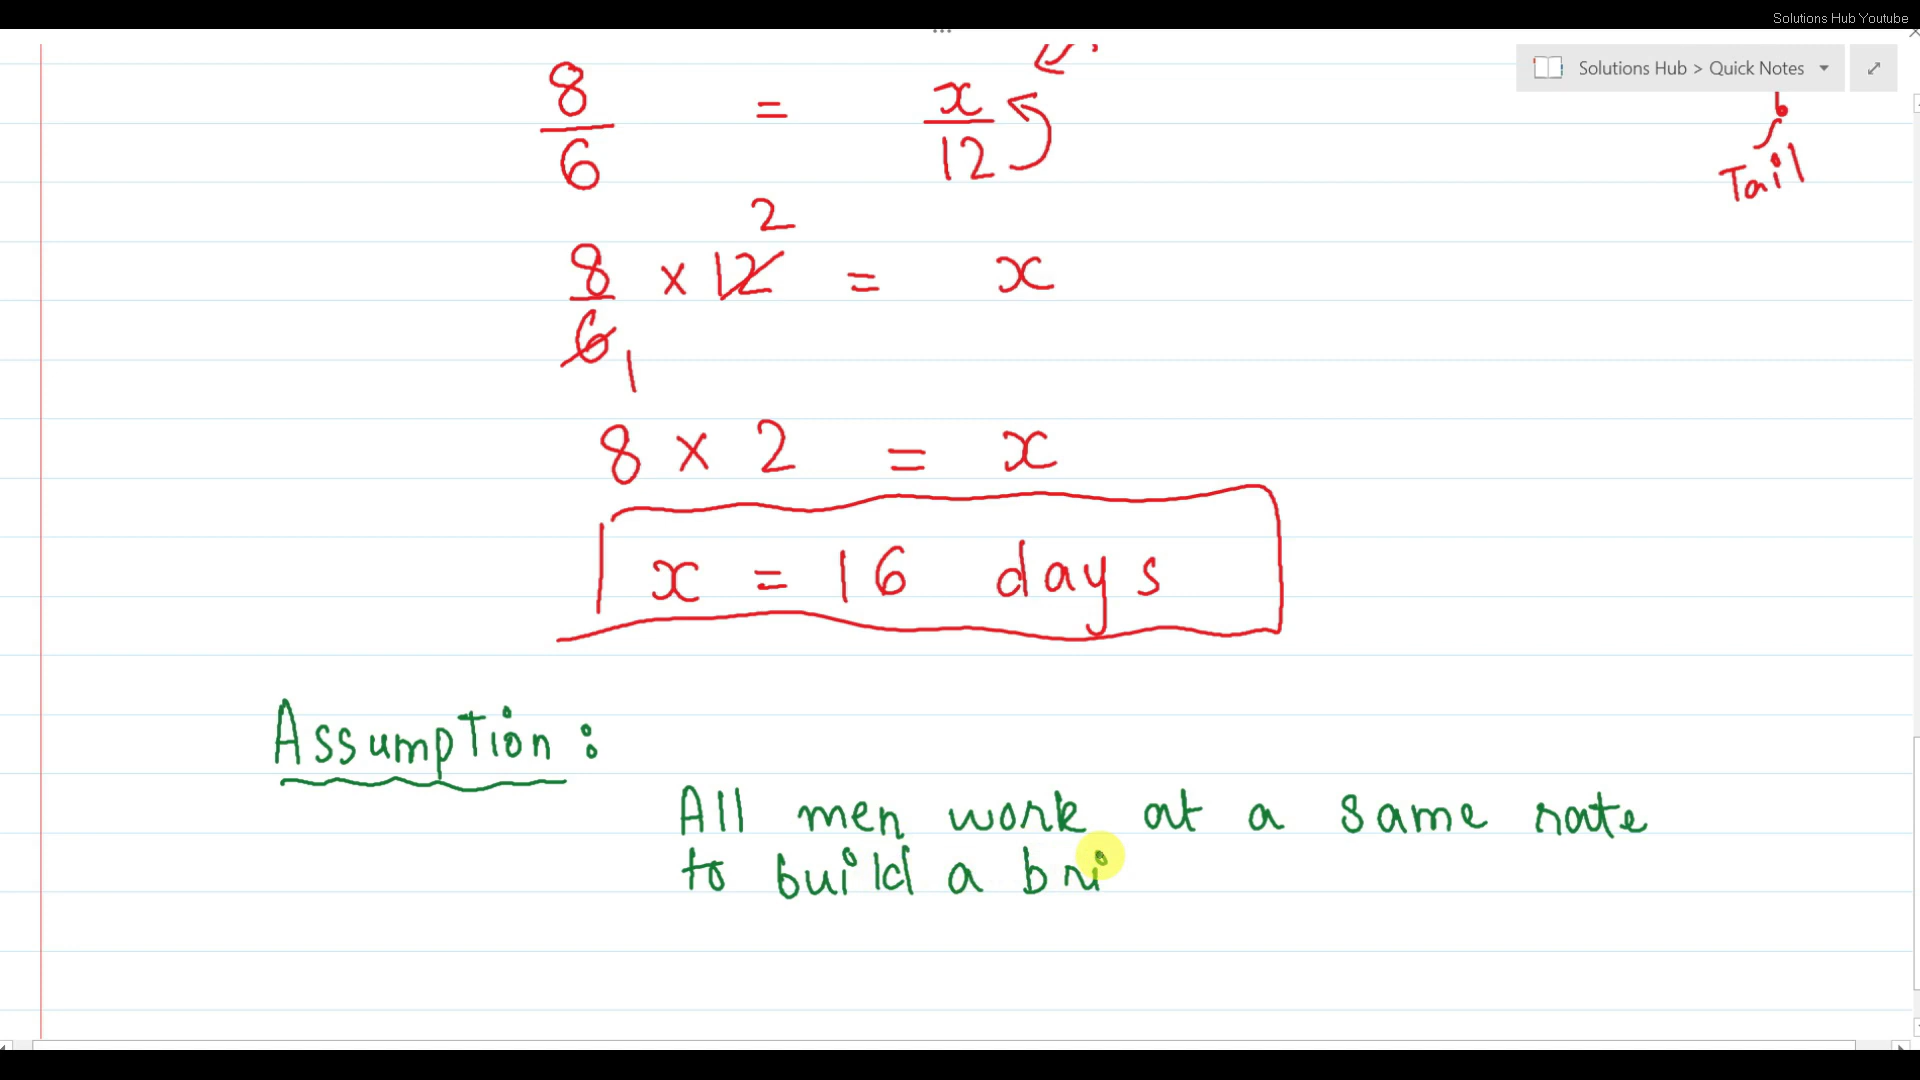 Solutions Hub Youtube
Solutions Hub > Quick Notes
Tail
8/6 = x/12
2
8/6 x 12 = x
1
8 x 2 = x
x = 16 days
Assumption:
All men work at a same rate
to build a bri